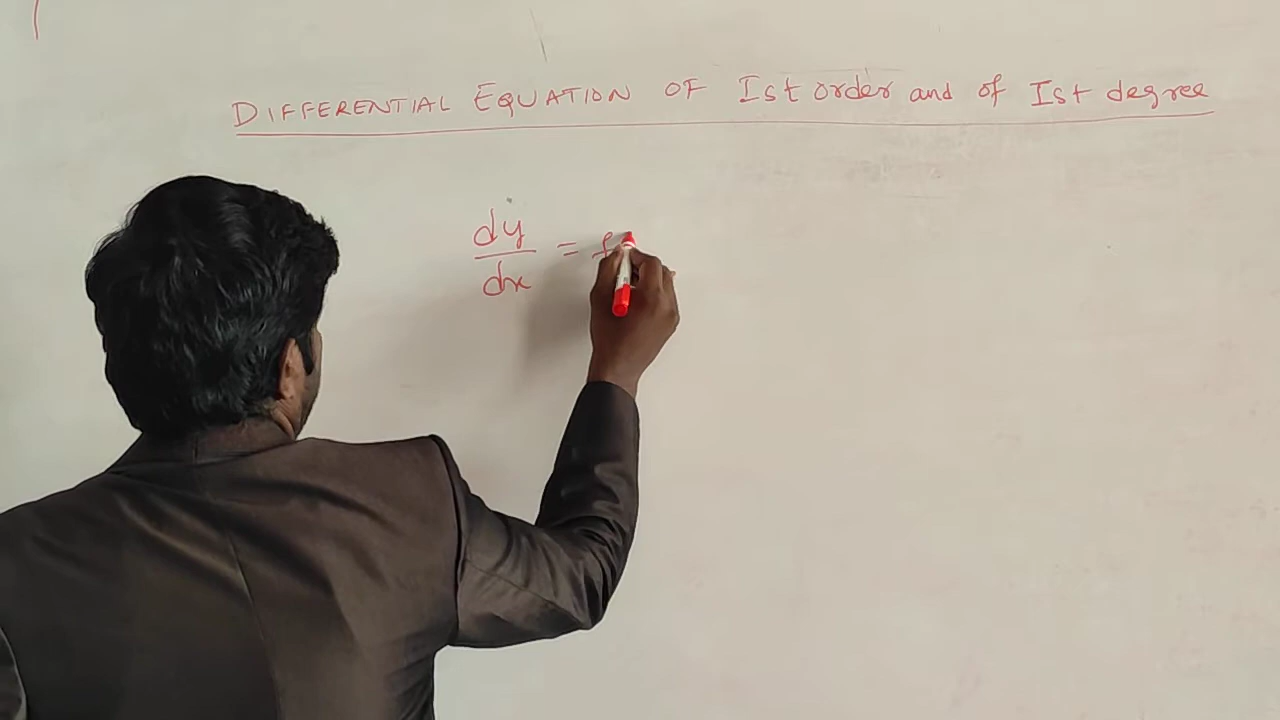 DIFFERENTIAL EQUATION OF Ist order and of Ist degree
dy
dx
= f